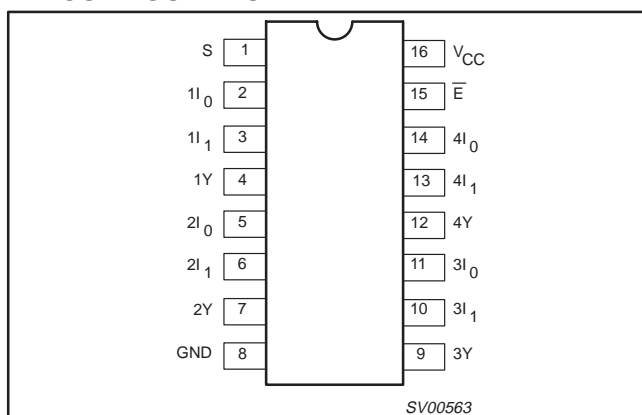 S 1 16 VCC
1I0 2 15 E̅
1I1 3 14 4I0
1Y 4 13 4I1
2I0 5 12 4Y
2I1 6 11 3I0
2Y 7 10 3I1
GND 8 9 3Y
SV00563